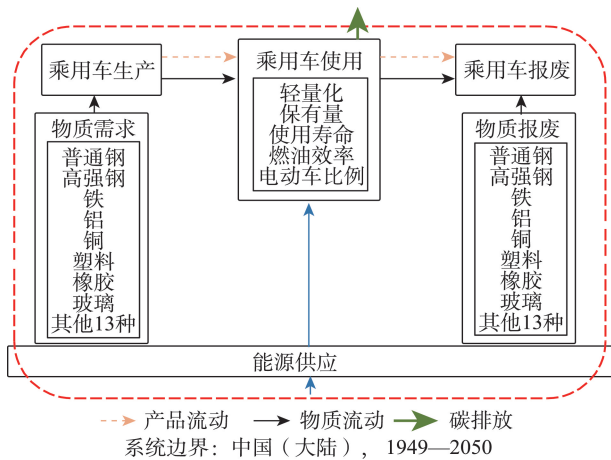 乘用车生产
乘用车使用
乘用车报废
轻量化
保有量
使用寿命
燃油效率
电动车比例
物质需求
普通钢
高强钢
铁
铝
铜
塑料
橡胶
玻璃
其他13种
物质报废
普通钢
高强钢
铁
铝
铜
塑料
橡胶
玻璃
其他13种
能源供应
产品流动 物质流动 碳排放
系统边界：中国（大陆），1949—2050